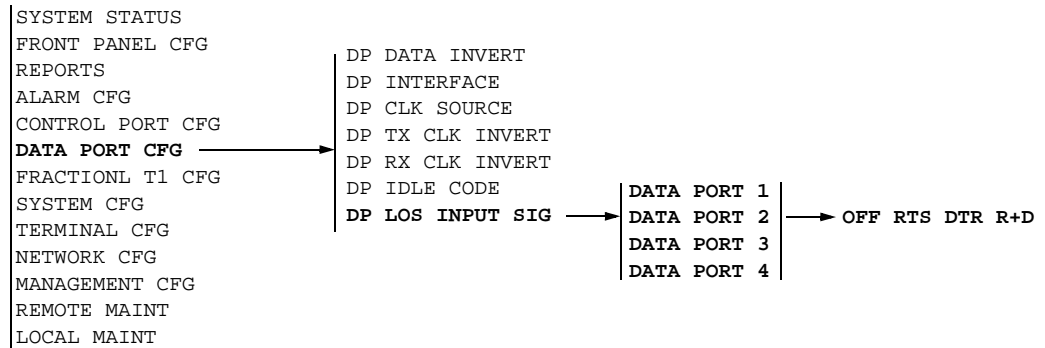 SYSTEM STATUS
FRONT PANEL CFG
REPORTS
ALARM CFG
CONTROL PORT CFG
DATA PORT CFG
FRACTIONL T1 CFG
SYSTEM CFG
TERMINAL CFG
NETWORK CFG
MANAGEMENT CFG
REMOTE MAINT
LOCAL MAINT
DP DATA INVERT
DP INTERFACE
DP CLK SOURCE
DP TX CLK INVERT
DP RX CLK INVERT
DP IDLE CODE
DP LOS INPUT SIG
DATA PORT 1
DATA PORT 2
DATA PORT 3
DATA PORT 4
OFF RTS DTR R+D